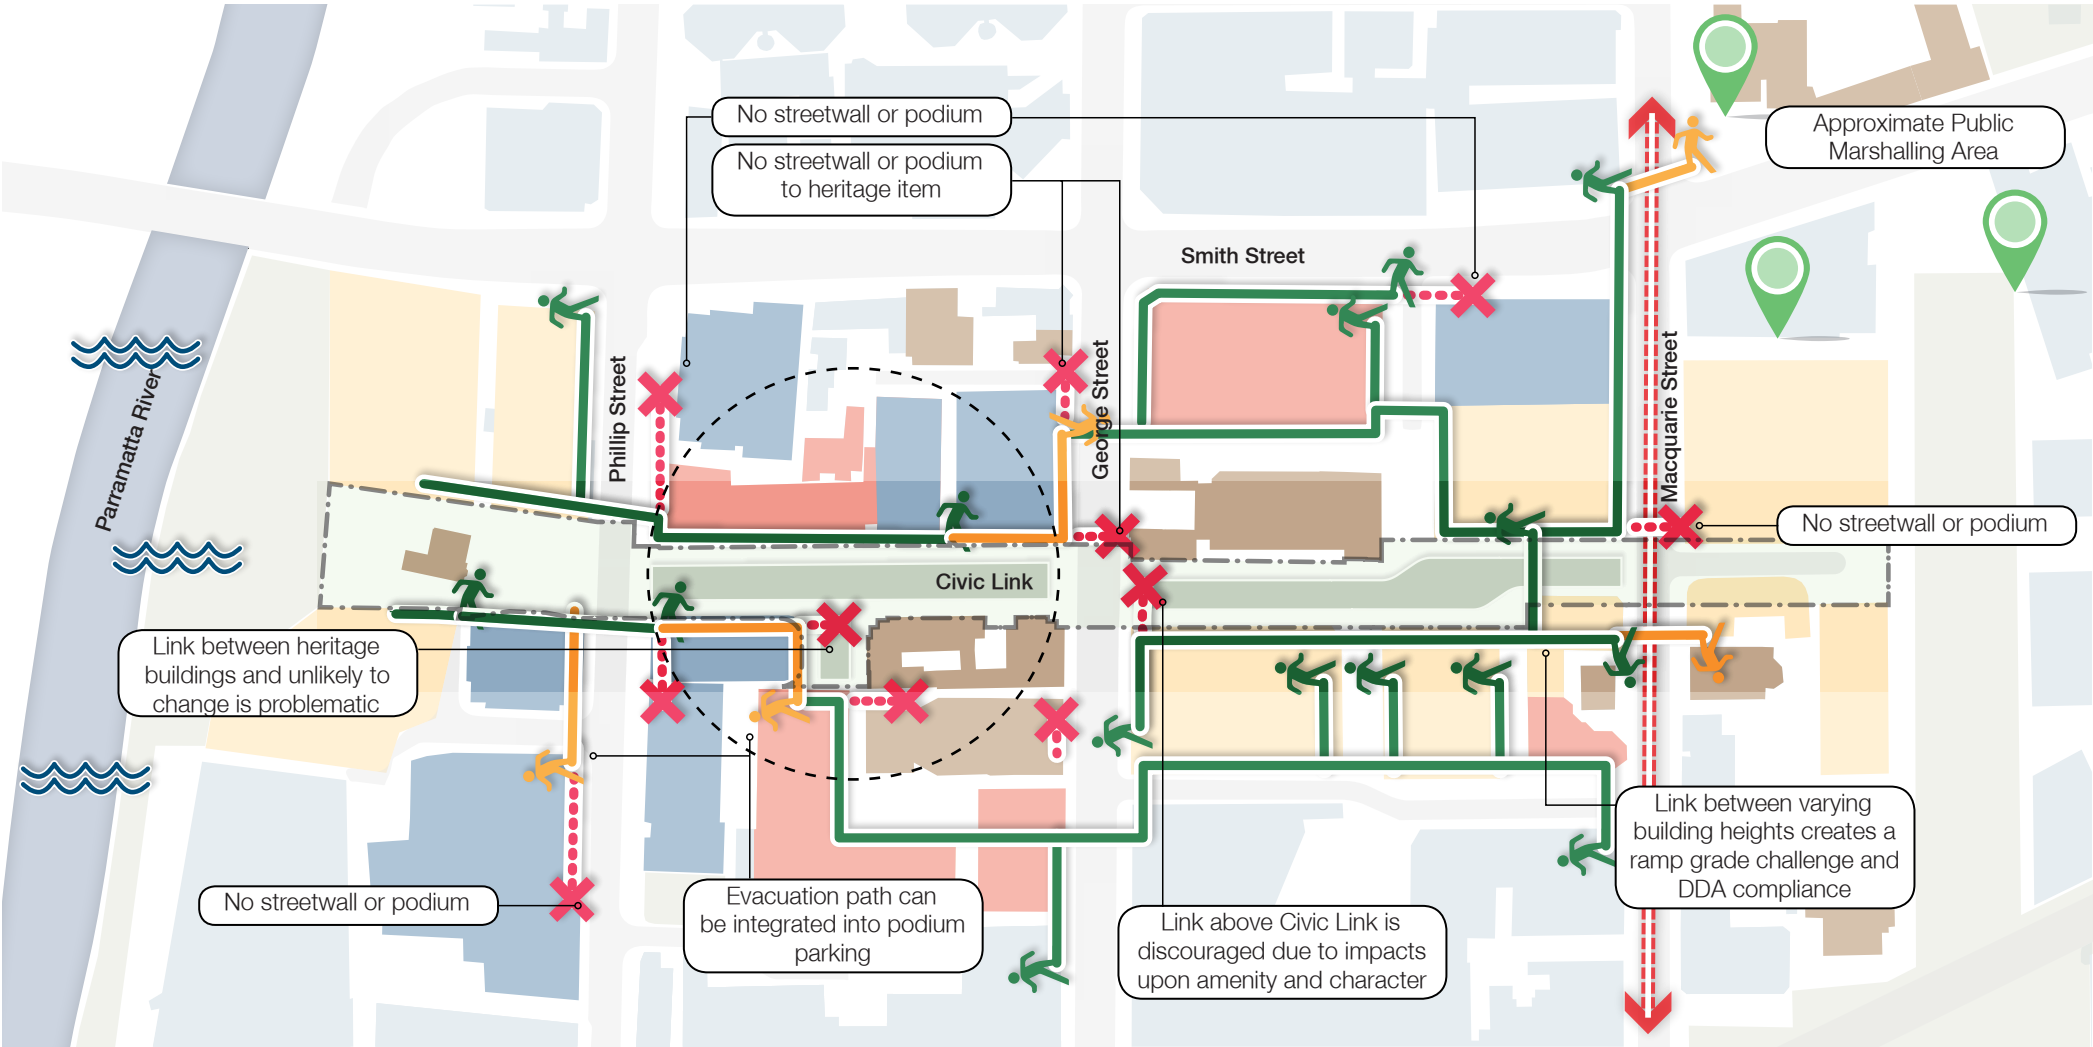 No streetwall or podium
No streetwall or podium
to heritage item
Approximate Public
Marshalling Area
Smith Street
Parramatta River
Phillip Street
George Street
Macquarie Street
No streetwall or podium
Civic Link
Link between heritage
buildings and unlikely to
change is problematic
No streetwall or podium
Evacuation path can
be integrated into podium
parking
Link above Civic Link is
discouraged due to impacts
upon amenity and character
Link between varying
building heights creates a
ramp grade challenge and
DDA compliance